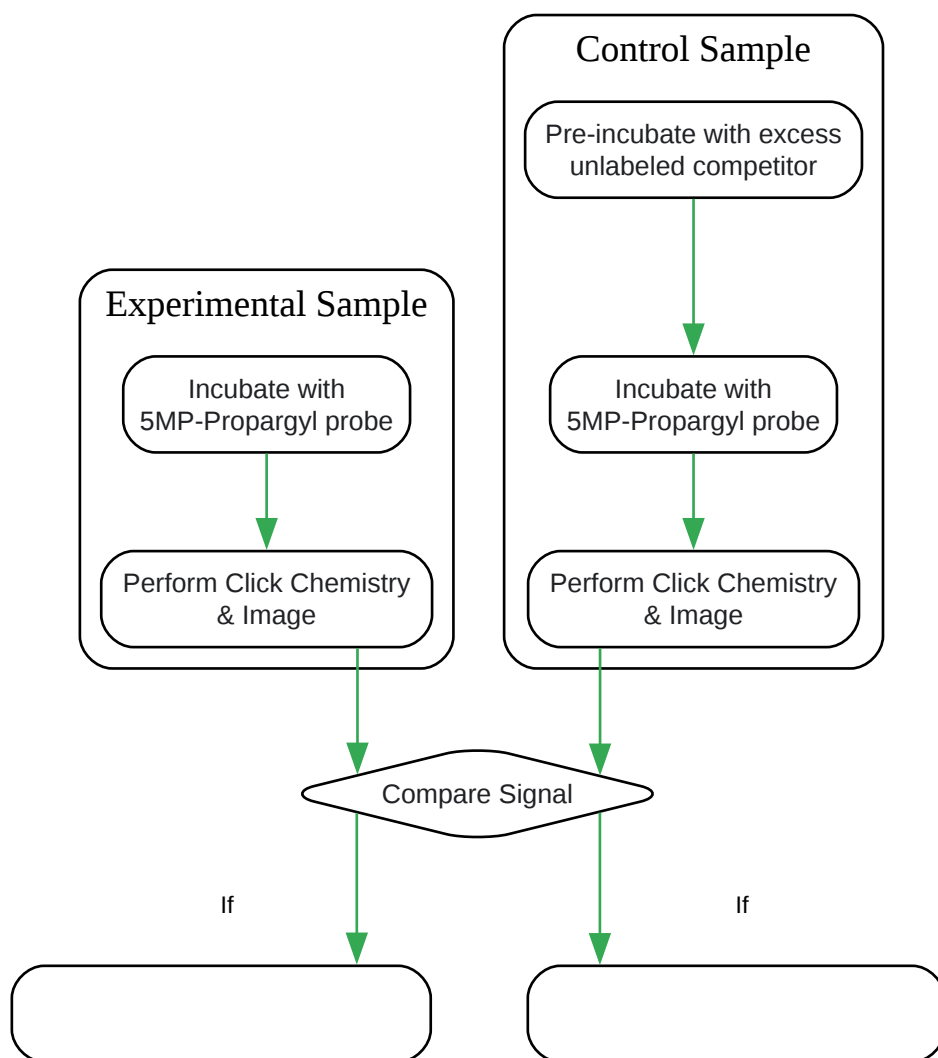 Control Sample
Pre-incubate with excess
unlabeled competitor
Experimental Sample
Incubate with
5MP-Propargyl probe
Incubate with
5MP-Propargyl probe
Perform Click Chemistry
& Image
Perform Click Chemistry
& Image
Compare Signal
If
If